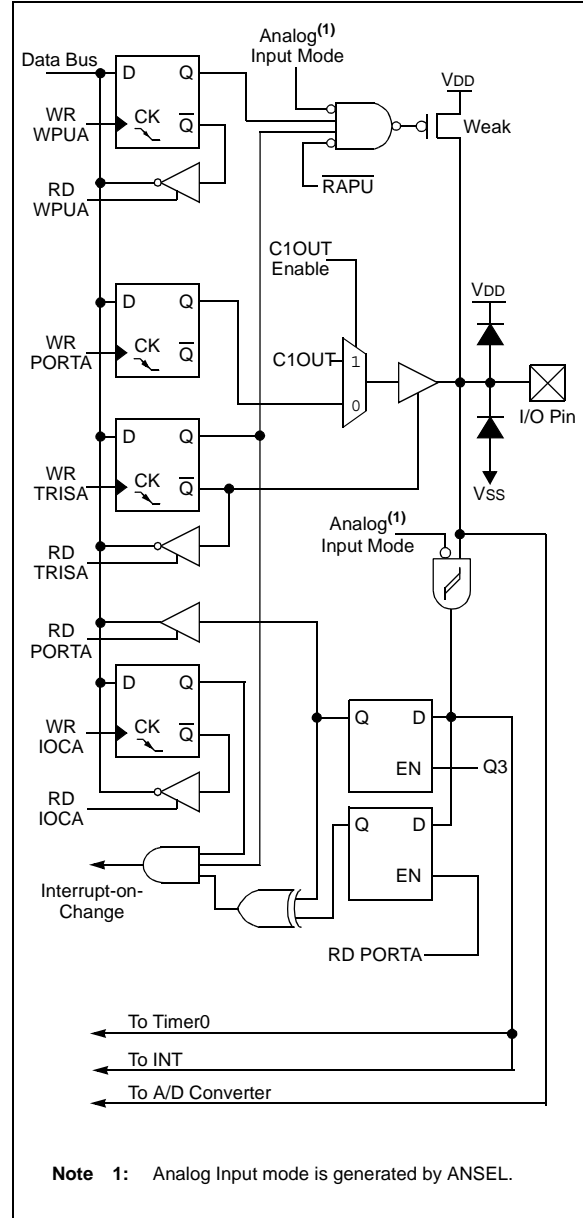 Analog(1)
Input Mode
Data Bus
D Q
VDD
WR
WPUA
CK
Q
Weak
RD
WPUA
RAPU
C1OUT
Enable
D Q
VDD
WR
PORTA
CK
Q
C1OUT
1
0
I/O Pin
D Q
WR
TRISA
CK
Q
VSS
Analog(1)
Input Mode
RD
TRISA
RD
PORTA
D Q
WR
IOCA
CK
Q
Q D
EN
Q3
RD
IOCA
Q D
EN
Interrupt-on-
Change
RD PORTA
To Timer0
To INT
To A/D Converter
Note 1: Analog Input mode is generated by ANSEL.